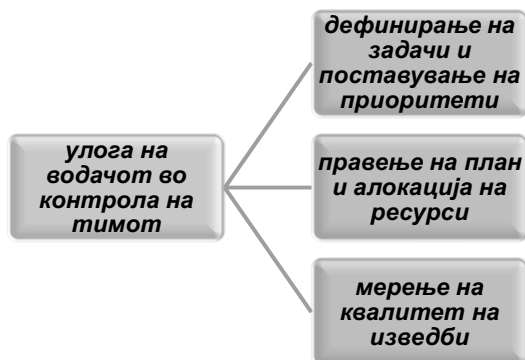 улога на
водачот во
контрола на
тимот
дефинирање на
задачи и
поставување на
приоритети
правење на план
и алокација на
ресурси
мерење на
квалитет на
изведби